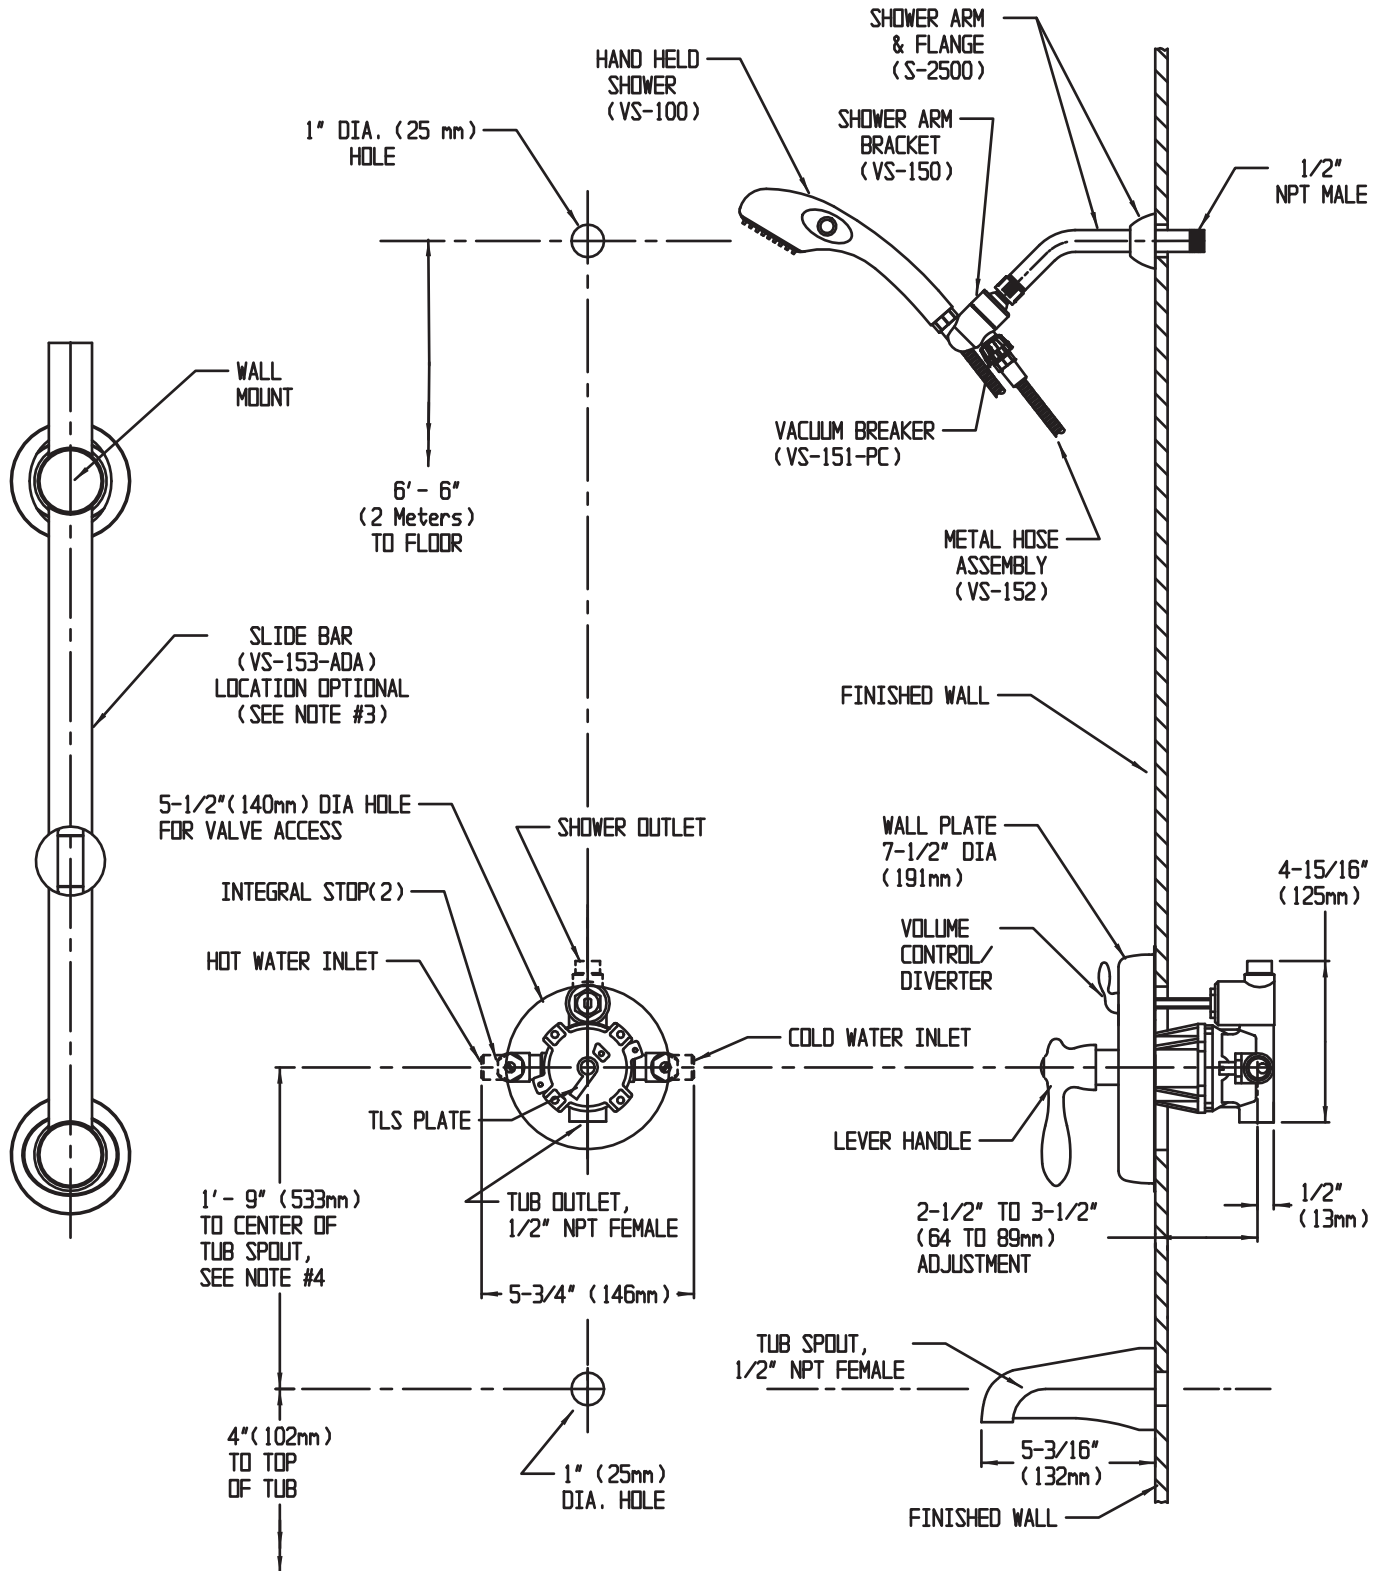 SHOWER ARM
& FLANGE
(S-2500)
HAND HELD
SHOWER
(VS-100)
SHOWER ARM
BRACKET
(VS-150)
1" DIA. (25 mm)
HOLE
1/2"
NPT MALE
WALL
MOUNT
VACUUM BREAKER
(VS-151-PC)
6'- 6"
(2 Meters)
TO FLOOR
METAL HOSE
ASSEMBLY
(VS-152)
SLIDE BAR
(VS-153-ADA)
LOCATION OPTIONAL
(SEE NOTE #3)
FINISHED WALL
5-1/2"(140mm) DIA HOLE
FOR VALVE ACCESS
SHOWER OUTLET
WALL PLATE
7-1/2" DIA
(191mm)
4-15/16"
(125mm)
INTEGRAL STOP(2)
VOLUME
CONTROL/
DIVERTER
HOT WATER INLET
COLD WATER INLET
TLS PLATE
LEVER HANDLE
1'- 9" (533mm)
TO CENTER OF
TUB SPOUT,
SEE NOTE #4
TUB OUTLET,
1/2" NPT FEMALE
2-1/2" TO 3-1/2"
(64 TO 89mm)
ADJUSTMENT
1/2"
(13mm)
5-3/4" (146mm)
TUB SPOUT,
1/2" NPT FEMALE
4"(102mm)
TO TOP
OF TUB
1" (25mm)
DIA. HOLE
5-3/16"
(132mm)
FINISHED WALL